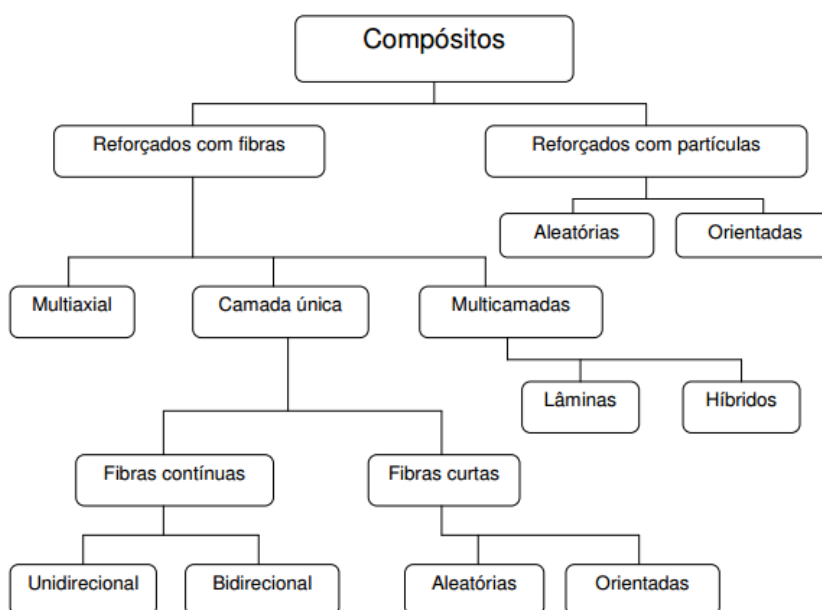 Compósitos
Reforçados com fibras
Reforçados com partículas
Aleatórias
Orientadas
Multiaxial
Camada única
Multicamadas
Lâminas
Híbridos
Fibras contínuas
Fibras curtas
Unidirecional
Bidirecional
Aleatórias
Orientadas